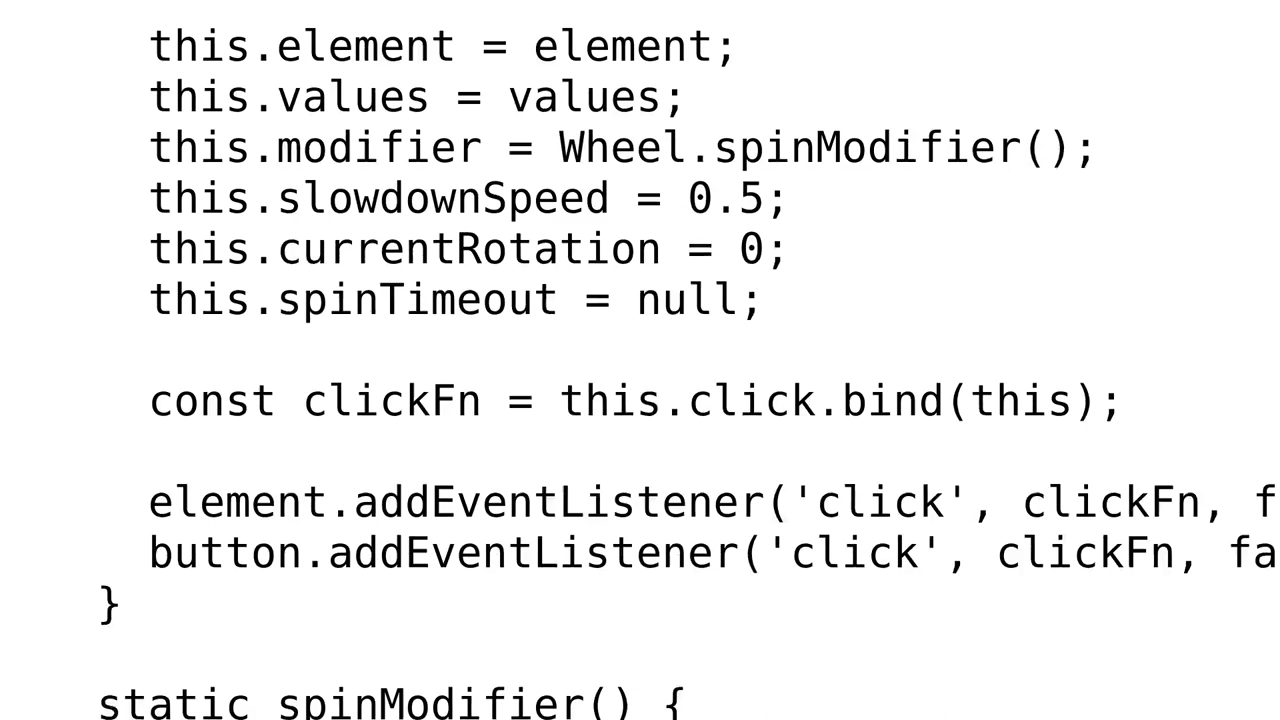 this.element = element;
this.values = values;
this.modifier = Wheel.spinModifier();
this.slowdownSpeed = 0.5;
this.currentRotation = 0;
this.spinTimeout = null;
const clickFn = this.click.bind(this);
element.addEventListener('click', clickFn, f
button.addEventListener('click', clickFn, fa
}
static spinModifier() {